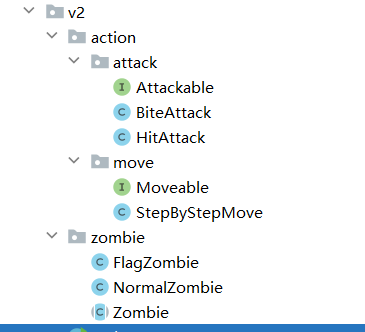 v2
action
attack
I Attackable
C BiteAttack
C HitAttack
move
I Moveable
C StepByStepMove
zombie
C FlagZombie
C NormalZombie
C Zombie